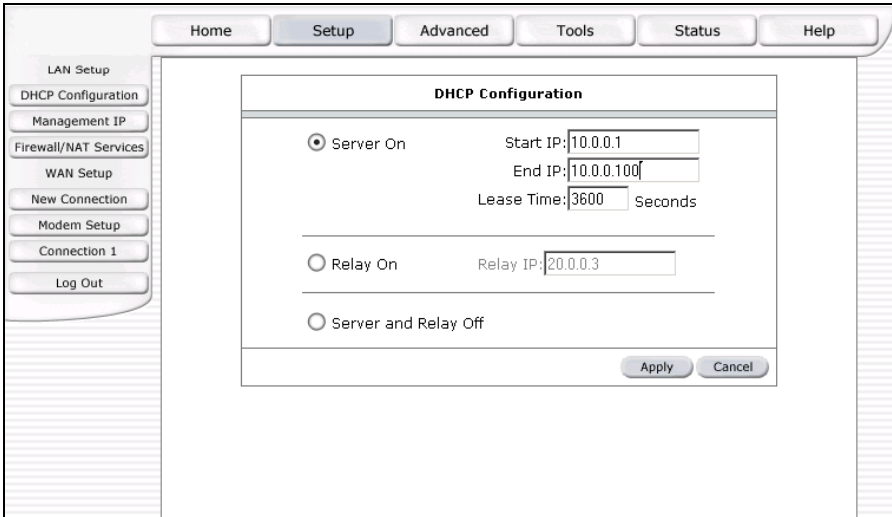 Home Setup Advanced Tools Status Help
LAN Setup
DHCP Configuration
Management IP
Firewall/NAT Services
WAN Setup
New Connection
Modem Setup
Connection 1
Log Out
DHCP Configuration
Server On Start IP: 10.0.0.1
End IP: 10.0.0.100
Lease Time: 3600 Seconds
Relay On Relay IP: 20.0.0.3
Server and Relay Off
Apply Cancel